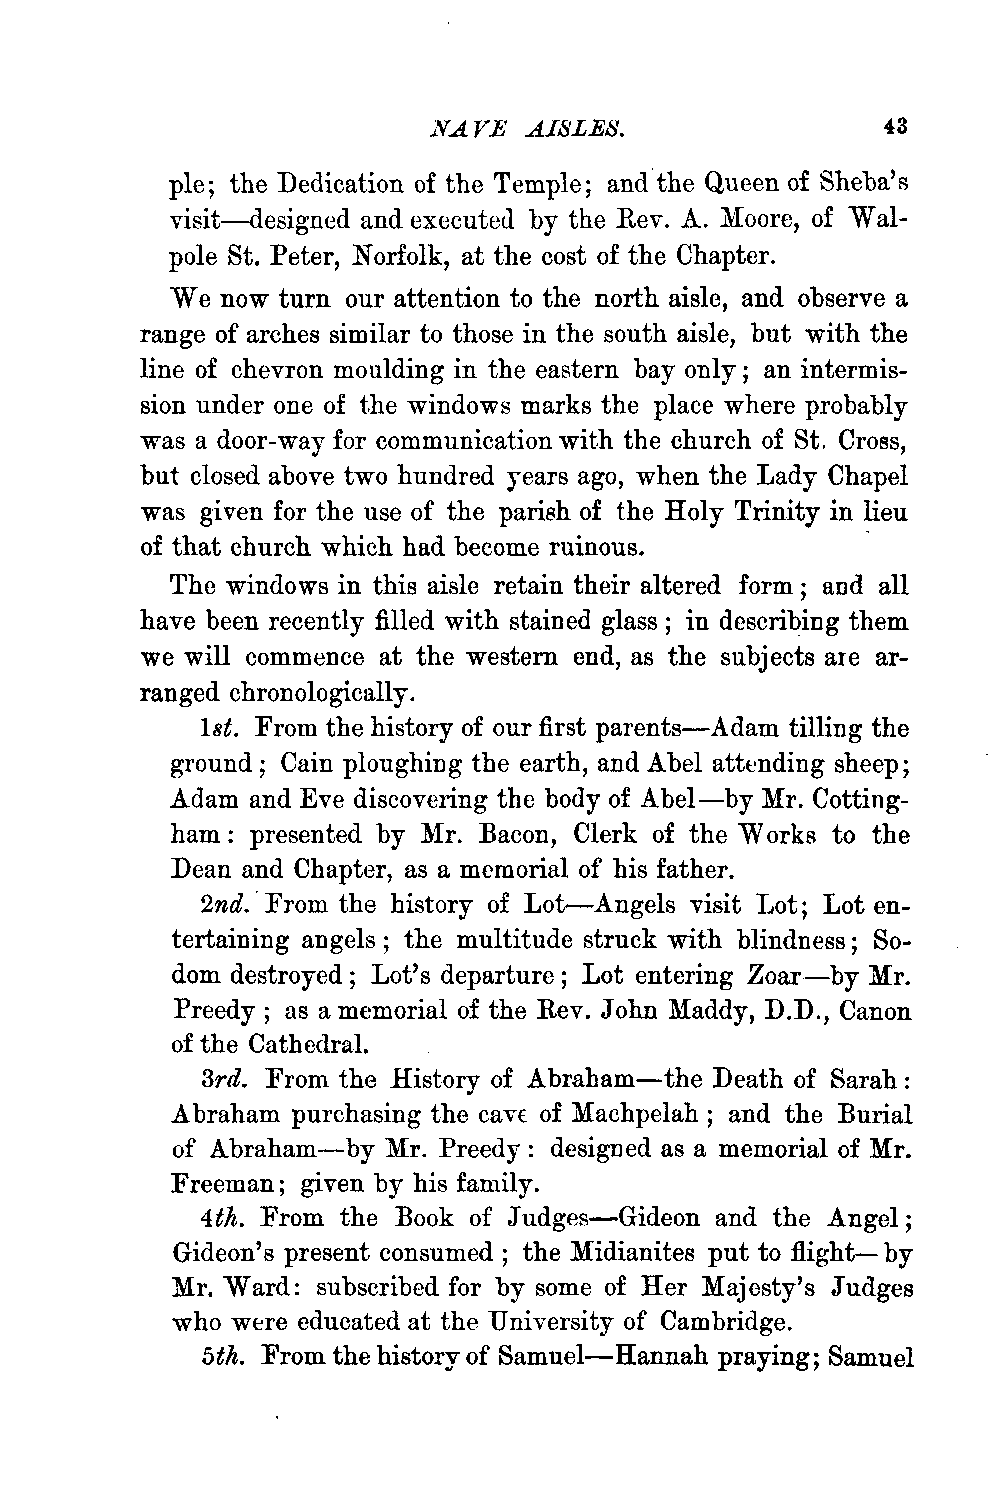 NAVE AISLES. 43
ple; the Dedication of the Temple; and the Queen of Sheba's
visit—designed and executed by the Rev. A. Moore, of Wal-
pole St. Peter, Norfolk, at the cost of the Chapter.
We now turn our attention to the north aisle, and observe a
range of arches similar to those in the south aisle, but with the
line of chevron moulding in the eastern bay only; an intermis-
sion under one of the windows marks the place where probably
was a door-way for communication with the church of St. Cross,
but closed above two hundred years ago, when the Lady Chapel
was given for the use of the parish of the Holy Trinity in lieu
of that church which had become ruinous.
The windows in this aisle retain their altered form; and all
have been recently filled with stained glass; in describing them
we will commence at the western end, as the subjects are ar-
ranged chronologically.
1st. From the history of our first parents—Adam tilling the
ground; Cain ploughing the earth, and Abel attending sheep;
Adam and Eve discovering the body of Abel—by Mr. Cotting-
ham: presented by Mr. Bacon, Clerk of the Works to the
Dean and Chapter, as a memorial of his father.
2nd. From the history of Lot—Angels visit Lot; Lot en-
tertaining angels; the multitude struck with blindness; So-
dom destroyed; Lot's departure; Lot entering Zoar—by Mr.
Preedy; as a memorial of the Rev. John Maddy, D.D., Canon
of the Cathedral.
3rd. From the History of Abraham—the Death of Sarah:
Abraham purchasing the cave of Machpelah; and the Burial
of Abraham—by Mr. Preedy: designed as a memorial of Mr.
Freeman; given by his family.
4th. From the Book of Judges—Gideon and the Angel;
Gideon's present consumed; the Midianites put to flight—by
Mr. Ward: subscribed for by some of Her Majesty's Judges
who were educated at the University of Cambridge.
5th. From the history of Samuel—Hannah praying; Samuel